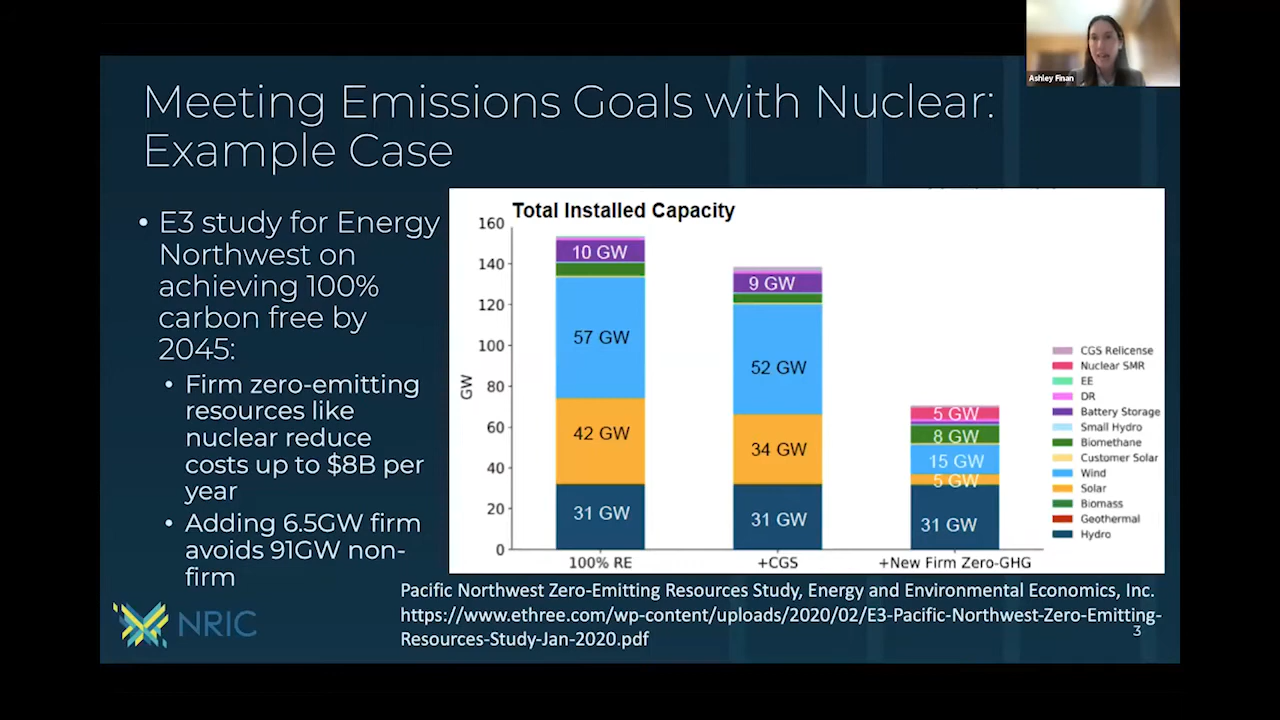 Ashley Finan
Meeting Emissions Goals with Nuclear:
Example Case
• E3 study for Energy
Northwest on
achieving 100%
carbon free by
2045:
• Firm zero-emitting
resources like
nuclear reduce
costs up to $8B per
year
• Adding 6.5GW firm
avoids 91GW non-
firm
Total Installed Capacity
GW
160
140
120
100
80
60
40
20
0
10 GW
57 GW
42 GW
31 GW
100% RE
9 GW
52 GW
34 GW
31 GW
+CGS
5 GW
8 GW
15 GW
5 GW
31 GW
+New Firm Zero-GHG
CGS Relicense
Nuclear SMR
EE
DR
Battery Storage
Small Hydro
Biomethane
Customer Solar
Wind
Solar
Biomass
Geothermal
Hydro
Pacific Northwest Zero-Emitting Resources Study, Energy and Environmental Economics, Inc.
https://www.ethree.com/wp-content/uploads/2020/02/E3-Pacific-Northwest-Zero-Emitting-
Resources-Study-Jan-2020.pdf
3
NRIC